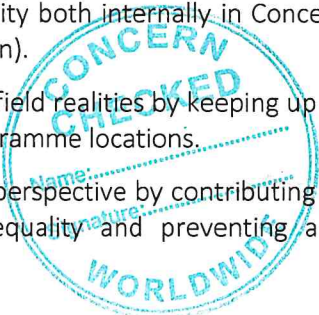 ity both internally in Conce
n).
field realities by keeping up
ramme locations.
perspective by contributing
equality and preventing a
CONCERN
CHECKED
Name:
Signature:
WORLDWIDE